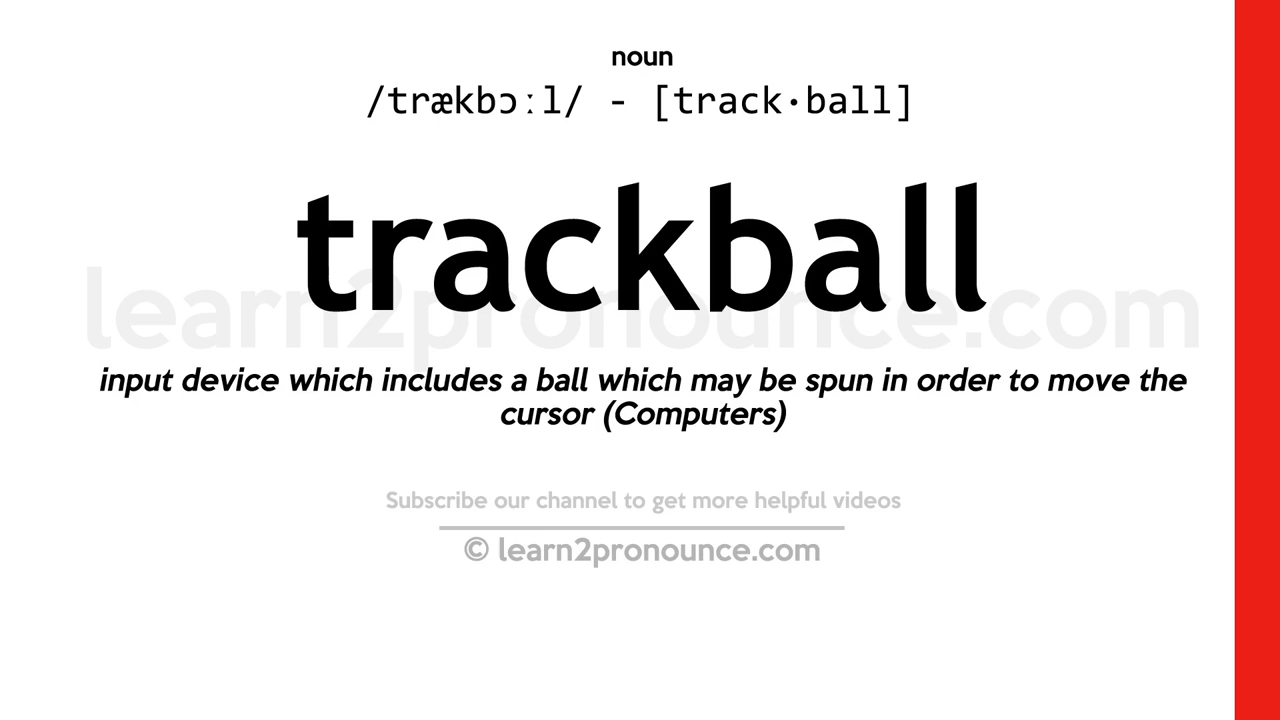 noun
/trækbɔːl/ - [track·ball]
trackball
learn2pronounce.com
input device which includes a ball which may be spun in order to move the
cursor (Computers)
Subscribe our channel to get more helpful videos
© learn2pronounce.com